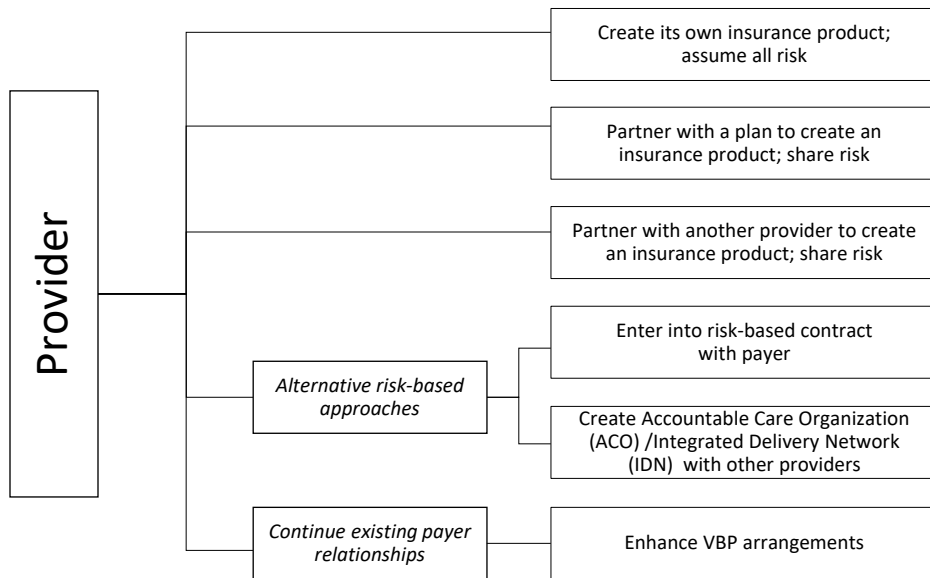 Provider
Create its own insurance product;
assume all risk
Partner with a plan to create an
insurance product; share risk
Partner with another provider to create
an insurance product; share risk
Alternative risk-based
approaches
Enter into risk-based contract
with payer
Create Accountable Care Organization
(ACO) /Integrated Delivery Network
(IDN)  with other providers
Continue existing payer
relationships
Enhance VBP arrangements